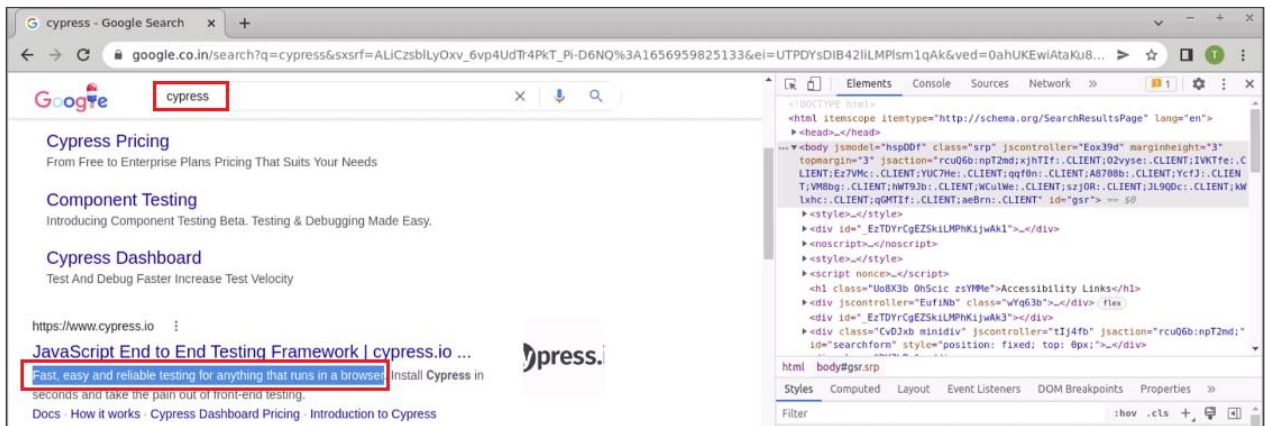 cypress - Google Search
google.co.in/search?q=cypress&sxsrf=ALiCzsblLyOxv_6vp4UdTr4PkT_Pi-D6NQ%3A1656959825133&ei=UTPDYsDIB42liLMPlsm1qAk&ved=0ahUKEwiAtaKu8...
T
Google
cypress
Cypress Pricing
From Free to Enterprise Plans Pricing That Suits Your Needs
Component Testing
Introducing Component Testing Beta. Testing & Debugging Made Easy.
Cypress Dashboard
Test And Debug Faster Increase Test Velocity
https://www.cypress.io
JavaScript End to End Testing Framework | cypress.io ...
Fast, easy and reliable testing for anything that runs in a browser. Install Cypress in
seconds and take the pain out of front-end testing.
Docs · How it works · Cypress Dashboard Pricing · Introduction to Cypress
ypress.
Elements Console Sources Network » 1
<!DOCTYPE html>
<html itemscope itemtype="http://schema.org/SearchResultsPage" lang="en">
<head>…</head>
<body jsmodel="hspDDf" class="srp" jscontroller="Eox39d" marginheight="3"
topmargin="3" jsaction="rcuQ6b:npT2md;xjhTIf:.CLIENT;O2vyse:.CLIENT;IVKTfe:.C
LIENT;Ez7VMc:.CLIENT;YUC7He:.CLIENT;qqf0n:.CLIENT;A8708b:.CLIENT;YcfJ:.CLIEN
T;VM8bg:.CLIENT;hWT9Jb:.CLIENT;WCulWe:.CLIENT;szjOR:.CLIENT;JL9QDc:.CLIENT;kW
lxhc:.CLIENT;qGMTIf:.CLIENT;aeBrn:.CLIENT" id="gsr"> == $0
<style>…</style>
<div id="_EzTDYrCgEZSkiLMPhKijwAk1">…</div>
<noscript>…</noscript>
<style>…</style>
<script nonce>…</script>
<h1 class="Uo8X3b OhScic zsYMMe">Accessibility Links</h1>
<div jscontroller="EufiNb" class="wYq63b">…</div> flex
<div id="_EzTDYrCgEZSkiLMPhKijwAk3"></div>
<div class="CvDJxb minidiv" jscontroller="tIj4fb" jsaction="rcuQ6b:npT2md;"
id="searchform" style="position: fixed; top: 0px;">…</div>
html body#gsr.srp
Styles Computed Layout Event Listeners DOM Breakpoints Properties »
Filter :hov .cls +